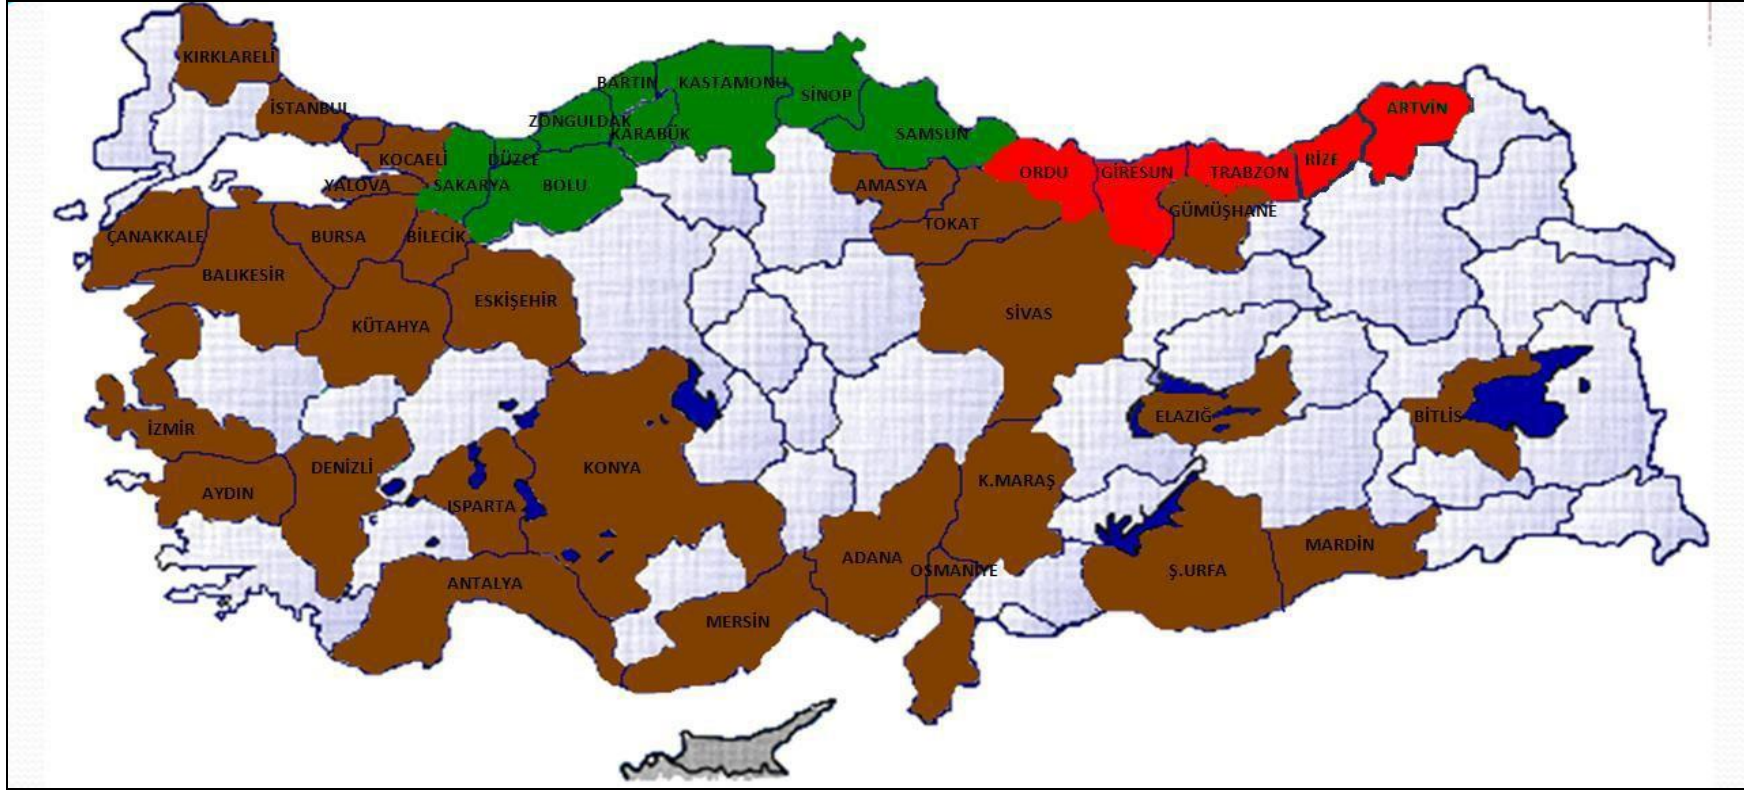 KIRKLARELİ
İSTANBUL
BARTIN
KASTAMONU
SİNOP
ARTVİN
ZONGULDAK
KARABÜK
SAMSUN
KOCAELİ
DÜZCE
RİZE
YALOVA
SAKARYA
BOLU
AMASYA
ORDU
GİRESUN
TRABZON
GÜMÜŞHANE
ÇANAKKALE
BURSA
BİLECİK
TOKAT
BALIKESİR
ESKİŞEHİR
KÜTAHYA
SİVAS
İZMİR
ELAZIĞ
BİTLİS
DENİZLİ
KONYA
AYDIN
ISPARTA
K.MARAŞ
ANTALYA
ADANA
OSMANİYE
Ş.URFA
MARDİN
MERSİN